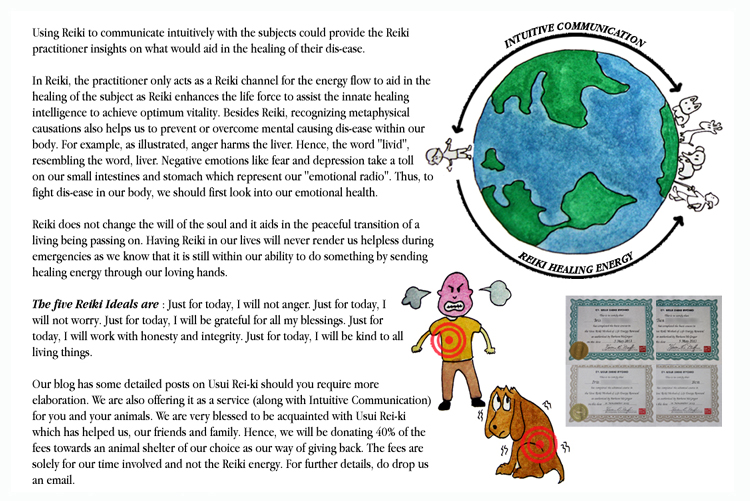 Using Reiki to communicate intuitively with the subjects could provide the Reiki
practitioner insights on what would aid in the healing of their dis-ease.
In Reiki, the practitioner only acts as a Reiki channel for the energy flow to aid in the
healing of the subject as Reiki enhances the life force to assist the innate healing
intelligence to achieve optimum vitality. Besides Reiki, recognizing metaphysical
causations also helps us to prevent or overcome mental causing dis-ease within our
body. For example, as illustrated, anger harms the liver. Hence, the word "livid",
resembling the word, liver. Negative emotions like fear and depression take a toll
on our small intestines and stomach which represent our "emotional radio". Thus, to
fight dis-ease in our body, we should first look into our emotional health.
Reiki does not change the will of the soul and it aids in the peaceful transition of a
living being passing on. Having Reiki in our lives will never render us helpless during
emergencies as we know that it is still within our ability to do something by sending
healing energy through our loving hands.
The five Reiki Ideals are : Just for today, I will not anger. Just for today, I
will not worry. Just for today, I will be grateful for all my blessings. Just for
today, I will work with honesty and integrity. Just for today, I will be kind to all
living things.
Our blog has some detailed posts on Usui Rei-ki should you require more
elaboration. We are also offering it as a service (along with Intuitive Communication)
for you and your animals. We are very blessed to be acquainted with Usui Rei-ki
which has helped us, our friends and family. Hence, we will be donating 40% of the
fees towards an animal shelter of our choice as our way of giving back. The fees are
solely for our time involved and not the Reiki energy. For further details, do drop us
an email.
INTUITIVE COMMUNICATION
REIKI HEALING ENERGY